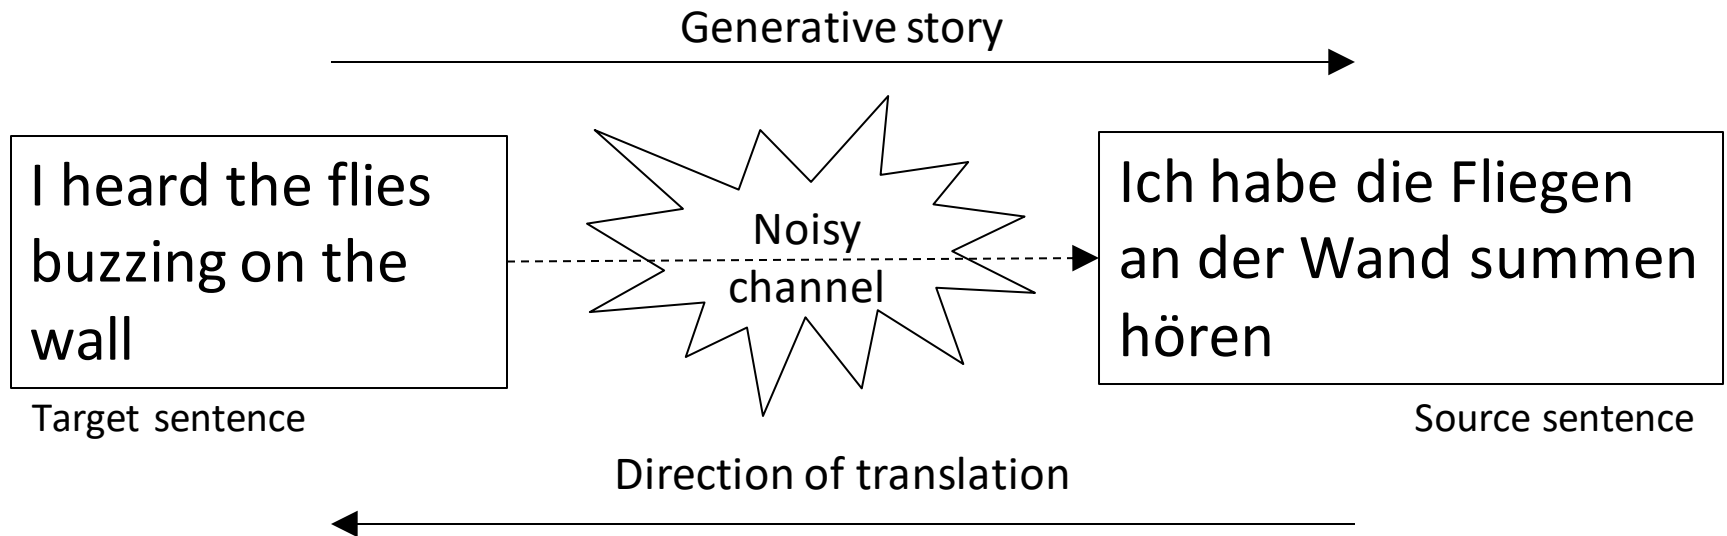 Generative story
I heard the flies
buzzing on the
wall
Noisy
channel
Ich habe die Fliegen
an der Wand summen
hören
Target sentence
Source sentence
Direction of translation